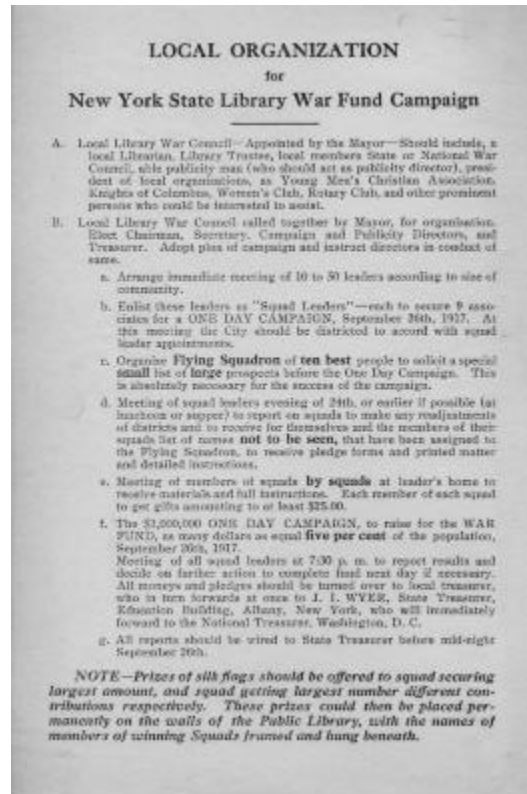 LOCAL ORGANIZATION
for
New York State Library War Fund Campaign
A. Local Library War Council—Appointed by the Mayor—Should include, a
local Librarian, Library Trustee, local members State or National War
Council, able publicity man (who should act as publicity director), presi-
dent of local organizations, as Young Men's Christian Association,
Knights of Columbus, Women's Club, Rotary Club, and other prominent
persons who could be interested to assist.
B. Local Library War Council called together by Mayor, for organization.
Elect Chairman, Secretary, Campaign and Publicity Directors, and
Treasurer. Adopt plan of campaign and instruct directors in conduct of
same.
a. Arrange immediate meeting of 10 to 50 leaders according to size of
community.
b. Enlist these leaders as "Squad Leaders"—each to secure 9 asso-
ciates for a ONE DAY CAMPAIGN, September 26th, 1917. At
this meeting the City should be districted to accord with squad
leader appointments.
c. Organize Flying Squadron of ten best people to solicit a special
small list of large prospects before the One Day Campaign. This
is absolutely necessary for the success of the campaign.
d. Meeting of squad leaders evening of 24th, or earlier if possible (at
luncheon or supper) to report on squads to make any readjustments
of districts and to receive for themselves and the members of their
squads list of names not to be seen, that have been assigned to
the Flying Squadron, to receive pledge forms and printed matter
and detailed instructions.
e. Meeting of members of squads by squads at leader's home to
receive materials and full instructions. Each member of each squad
to get gifts amounting to at least $25.00.
f. The $1,000,000 ONE DAY CAMPAIGN, to raise for the WAR
FUND, as many dollars as equal five per cent of the population,
September 26th, 1917.
Meeting of all squad leaders at 7:30 p. m. to report results and
decide on further action to complete fund next day if necessary.
All moneys and pledges should be turned over to local treasurer,
who in turn forwards at once to J. I. WYER, State Treasurer,
Education Building, Albany, New York, who will immediately
forward to the National Treasurer, Washington, D. C.
g. All reports should be wired to State Treasurer before mid-night
September 26th.
NOTE—Prizes of silk flags should be offered to squad securing
largest amount, and squad getting largest number different con-
tributions respectively. These prizes could then be placed per-
manently on the walls of the Public Library, with the names of
members of winning Squads framed and hung beneath.